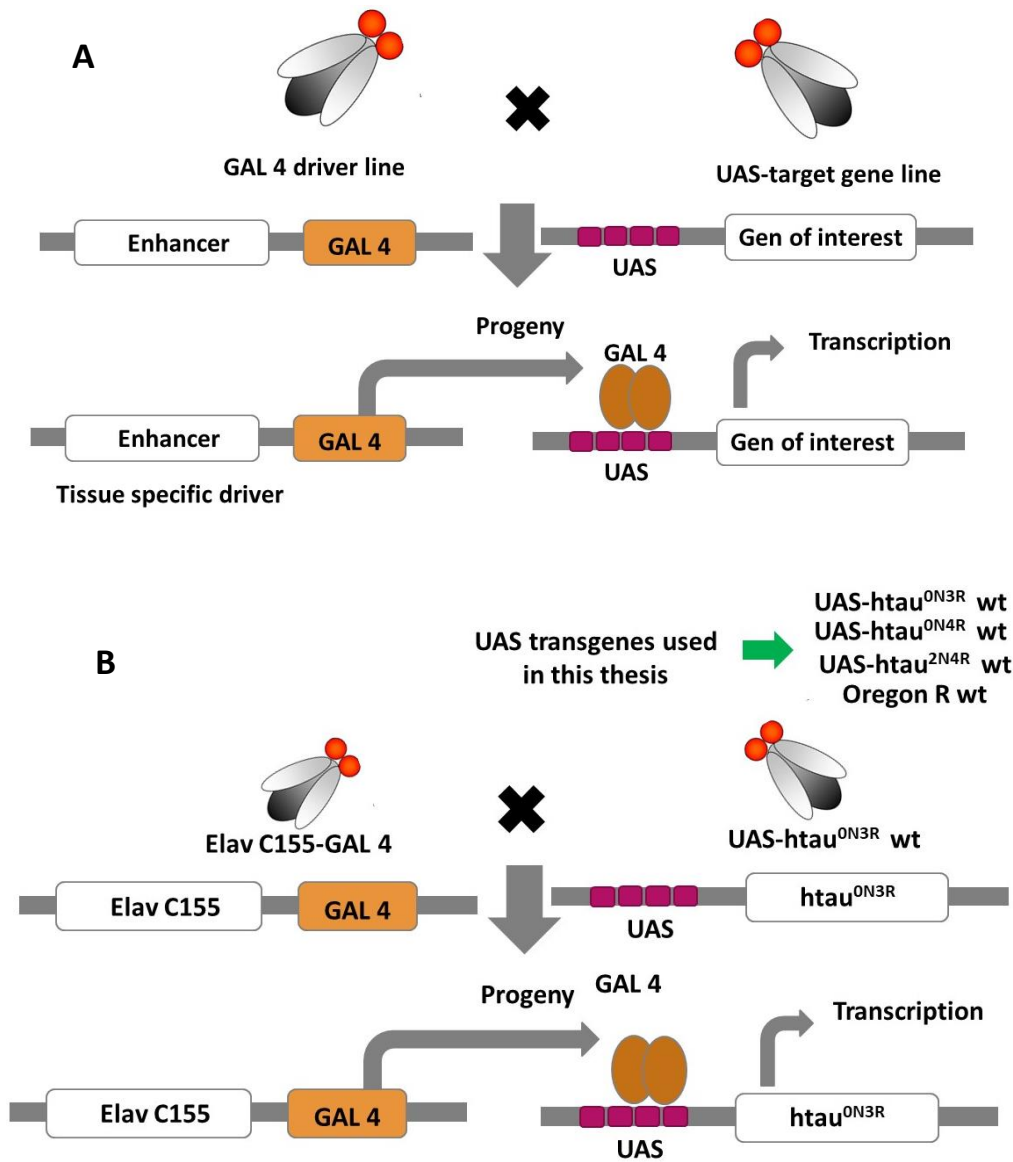 A
GAL 4 driver line
UAS-target gene line
Enhancer
GAL 4
UAS
Gen of interest
Progeny
GAL 4
Transcription
Enhancer
GAL 4
UAS
Gen of interest
Tissue specific driver
B
UAS transgenes used
in this thesis
UAS-htau0N3R wt
UAS-htau0N4R wt
UAS-htau2N4R wt
Oregon R wt
Elav C155-GAL 4
UAS-htau0N3R wt
Elav C155
GAL 4
UAS
htau0N3R
Progeny
GAL 4
Transcription
Elav C155
GAL 4
UAS
htau0N3R